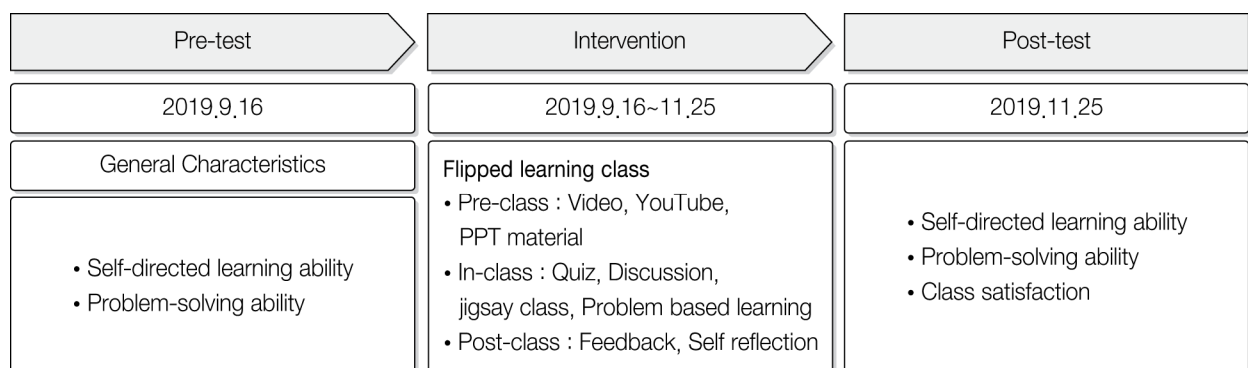 Pre-test
Intervention
Post-test
2019.9.16
2019.9.16~11.25
2019.11.25
General Characteristics
• Self-directed learning ability
• Problem-solving ability
Flipped learning class
• Pre-class : Video, YouTube,
PPT material
• In-class : Quiz, Discussion,
jigsay class, Problem based learning
• Post-class : Feedback, Self reflection
• Self-directed learning ability
• Problem-solving ability
• Class satisfaction